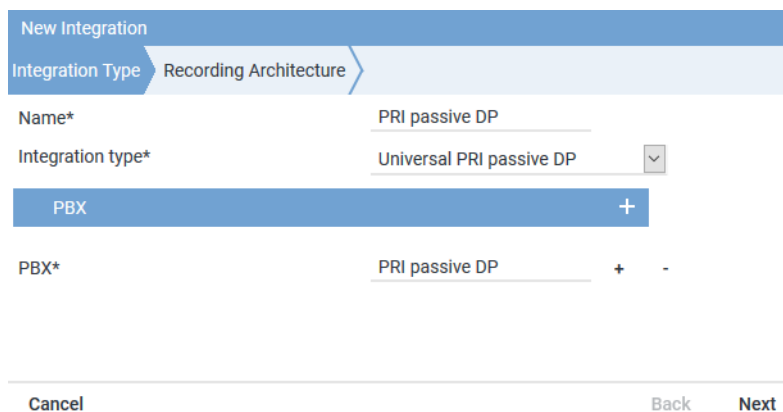 New Integration
Integration Type Recording Architecture
Name* PRI passive DP
Integration type* Universal PRI passive DP
PBX +
PBX* PRI passive DP + -
Cancel Back Next